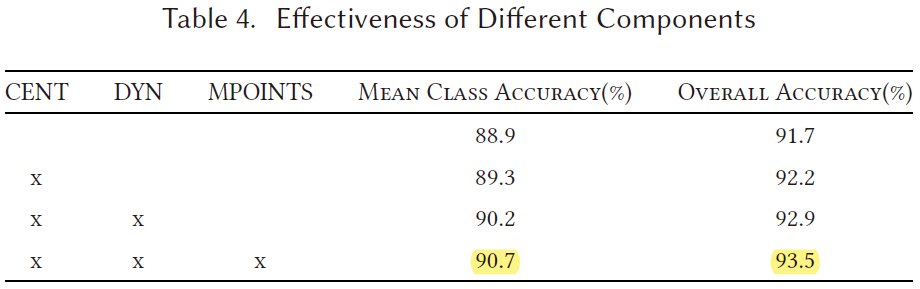 Table 4. Effectiveness of Different Components
CENT DYN MPOINTS MEAN CLASS ACCURACY(%) OVERALL ACCURACY(%)
88.9 91.7
x 89.3 92.2
x x 90.2 92.9
x x x 90.7 93.5